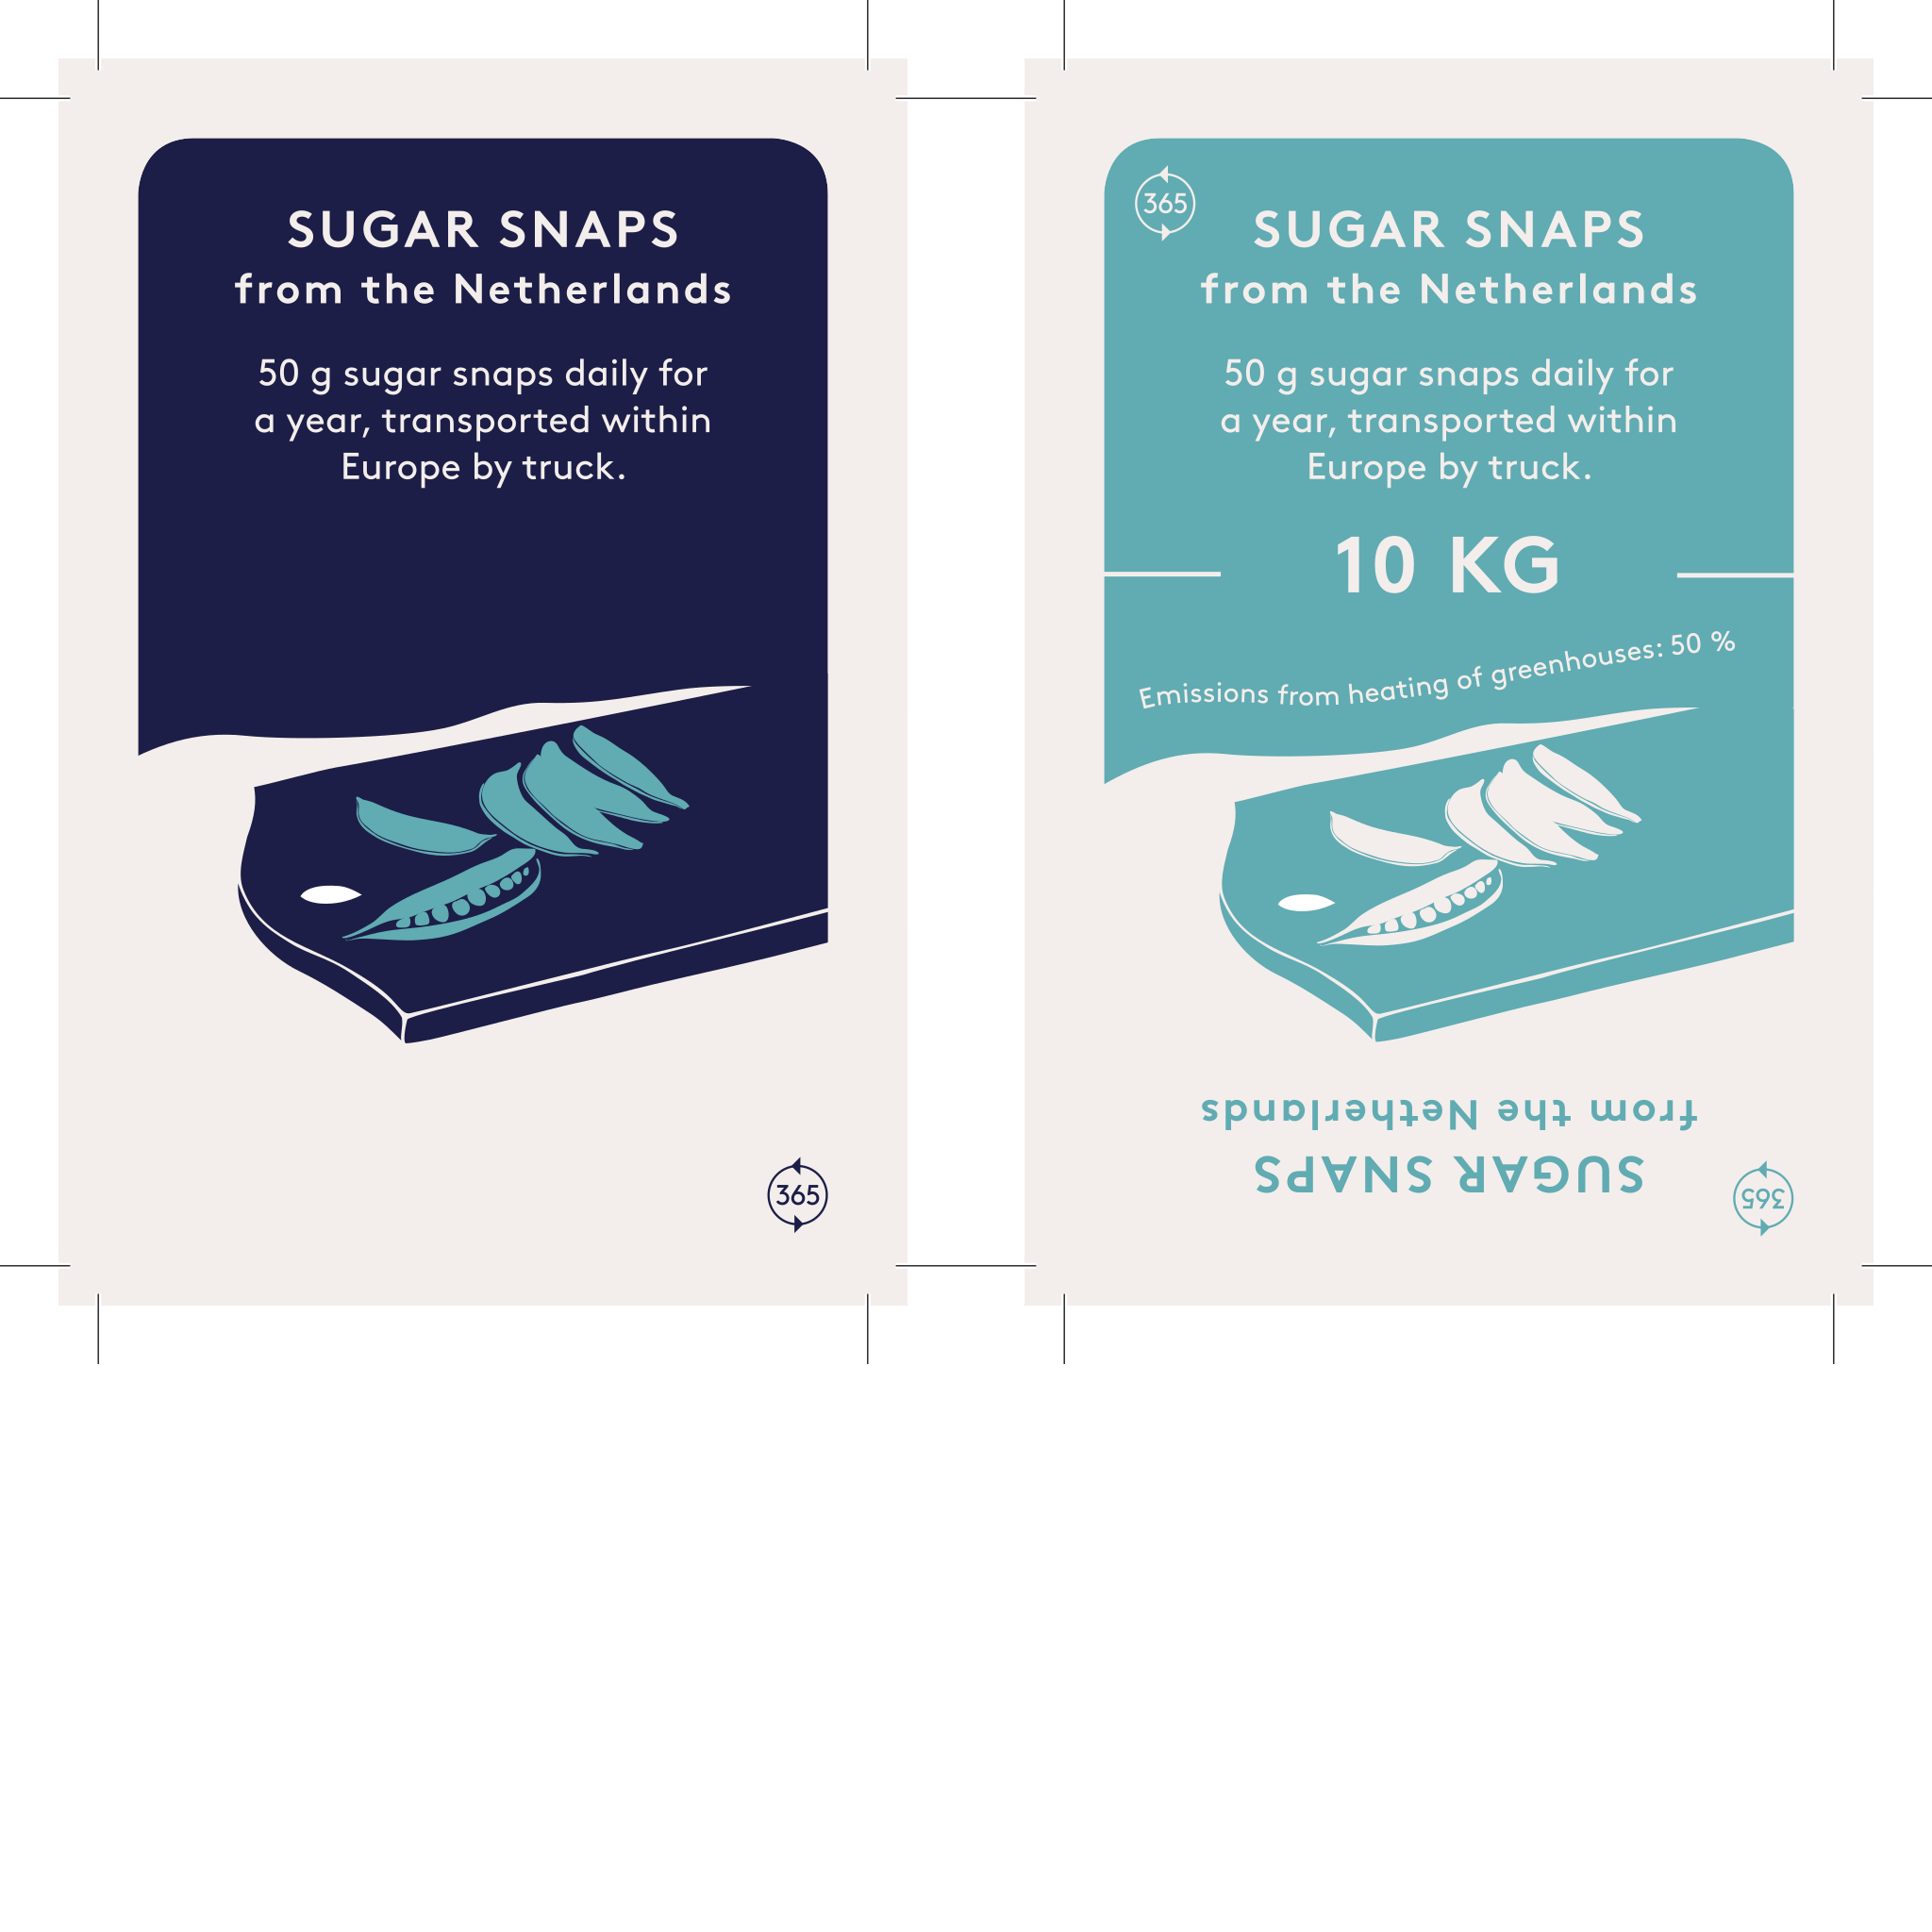 SUGAR SNAPS
from the Netherlands
50 g sugar snaps daily for
a year, transported within
Europe by truck.
365
365
SUGAR SNAPS
from the Netherlands
50 g sugar snaps daily for
a year, transported within
Europe by truck.
10 KG
Emissions from heating of greenhouses: 50 %
SUGAR SNAPS
from the Netherlands
365